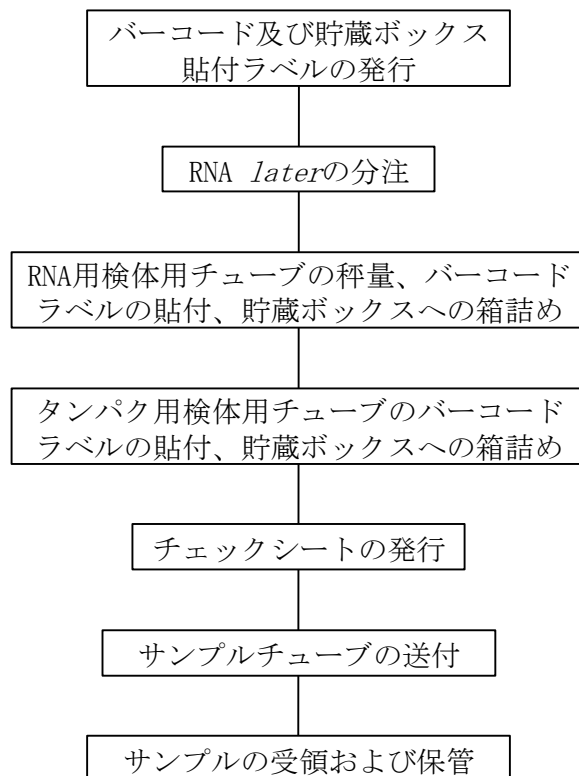 バーコード及び貯蔵ボックス
貼付ラベルの発行
RNA laterの分注
RNA用検体用チューブの秤量、バーコード
ラベルの貼付、貯蔵ボックスへの箱詰め
タンパク用検体用チューブのバーコード
ラベルの貼付、貯蔵ボックスへの箱詰め
チェックシートの発行
サンプルチューブの送付
サンプルの受領および保管